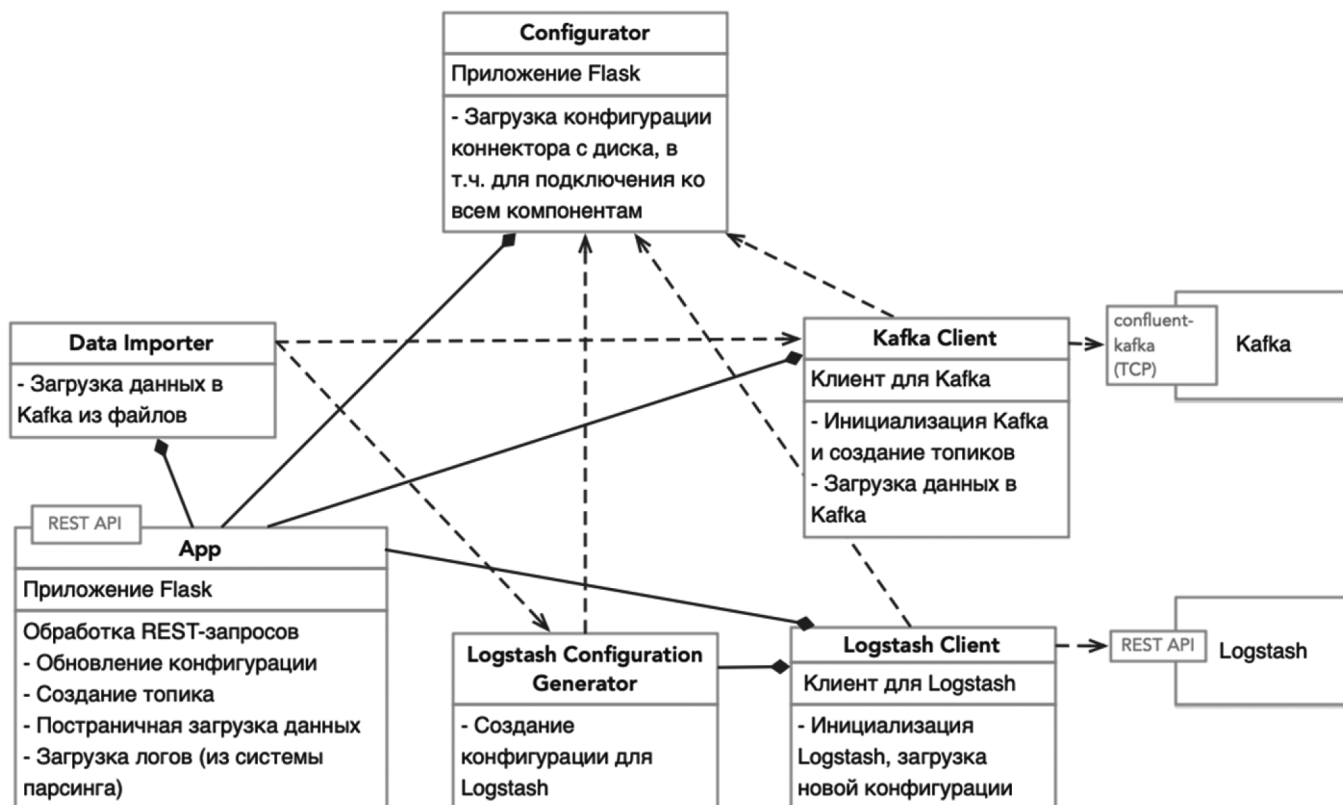 Configurator
Приложение Flask
- Загрузка конфигурации
коннектора с диска, в
т.ч. для подключения ко
всем компонентам
Data Importer
- Загрузка данных в
Kafka из файлов
Kafka Client
Клиент для Kafka
- Инициализация Kafka
и создание топиков
- Загрузка данных в
Kafka
confluent-
kafka
(TCP)
Kafka
REST API
App
Приложение Flask
Обработка REST-запросов
- Обновление конфигурации
- Создание топика
- Постраничная загрузка данных
- Загрузка логов (из системы
парсинга)
Logstash Configuration
Generator
- Создание
конфигурации для
Logstash
Logstash Client
Клиент для Logstash
- Инициализация
Logstash, загрузка
новой конфигурации
REST API
Logstash